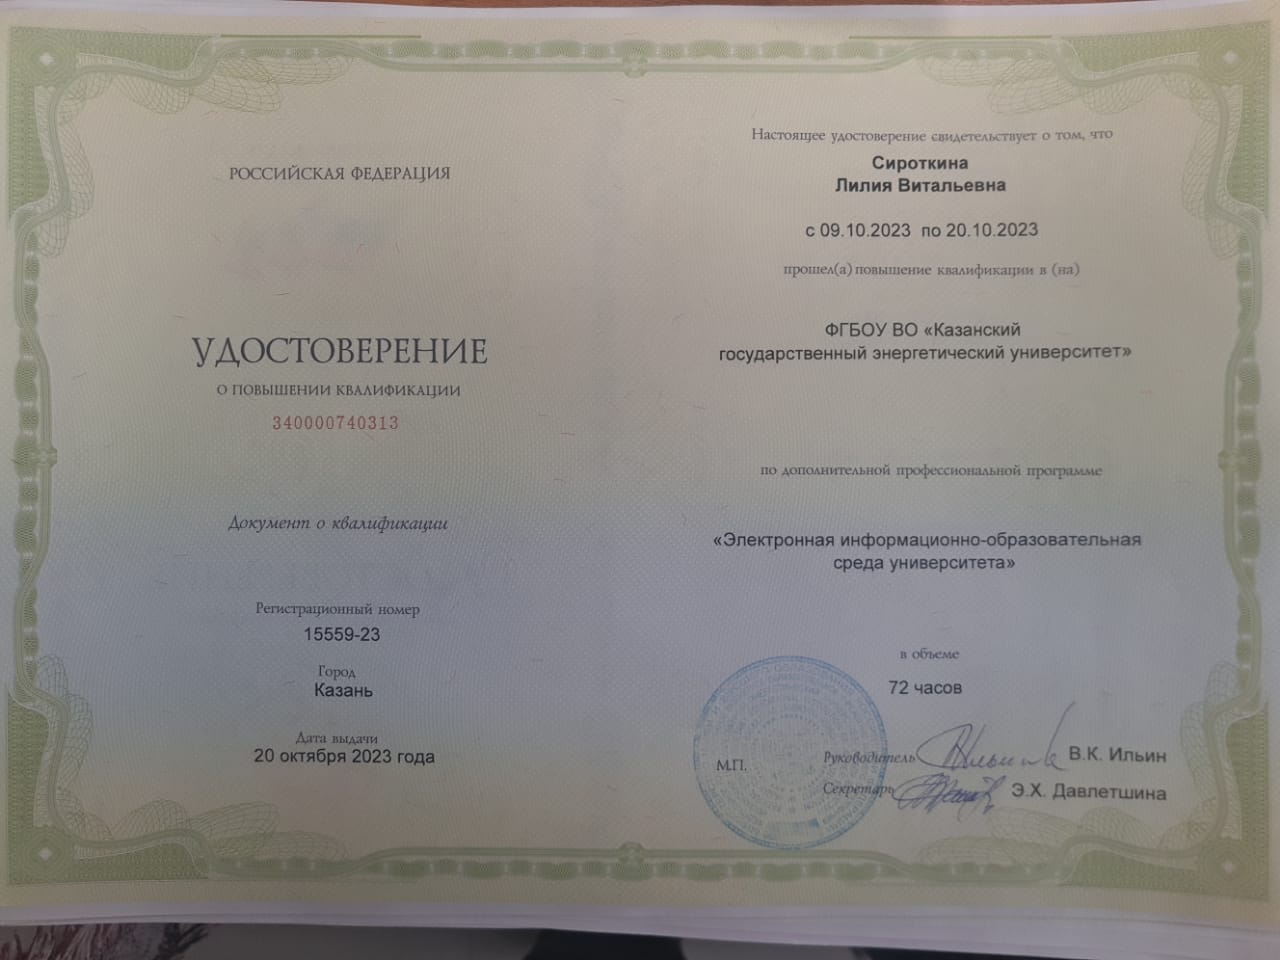 РОССИЙСКАЯ ФЕДЕРАЦИЯ
УДОСТОВЕРЕНИЕ
О ПОВЫШЕНИИ КВАЛИФИКАЦИИ
340000740313
Документ о квалификации
Регистрационный номер
15559-23
Город
Казань
Дата выдачи
20 октября 2023 года
Настоящее удостоверение свидетельствует о том, что
Сироткина
Лилия Витальевна
с 09.10.2023 по 20.10.2023
прошел(а) повышение квалификации в (на)
ФГБОУ ВО «Казанский
государственный энергетический университет»
по дополнительной профессиональной программе
«Электронная информационно-образовательная
среда университета»
в объеме
72 часов
М.П.
Руководитель В.К. Ильин
Секретарь Э.Х. Давлетшина